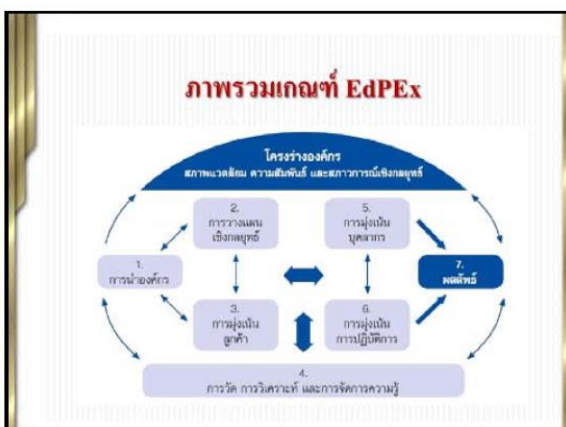 ภาพรวมเกณฑ์ EdPEx
โครงร่างองค์กร
สภาพแวดล้อม ความสัมพันธ์ และสภาวการณ์เชิงกลยุทธ์
2.
การวางแผน
เชิงกลยุทธ์
5.
การมุ่งเน้น
บุคลากร
1.
การนำองค์กร
7.
ผลลัพธ์
3.
การมุ่งเน้น
ลูกค้า
6.
การมุ่งเน้น
การปฏิบัติการ
4.
การวัด การวิเคราะห์ และการจัดการความรู้